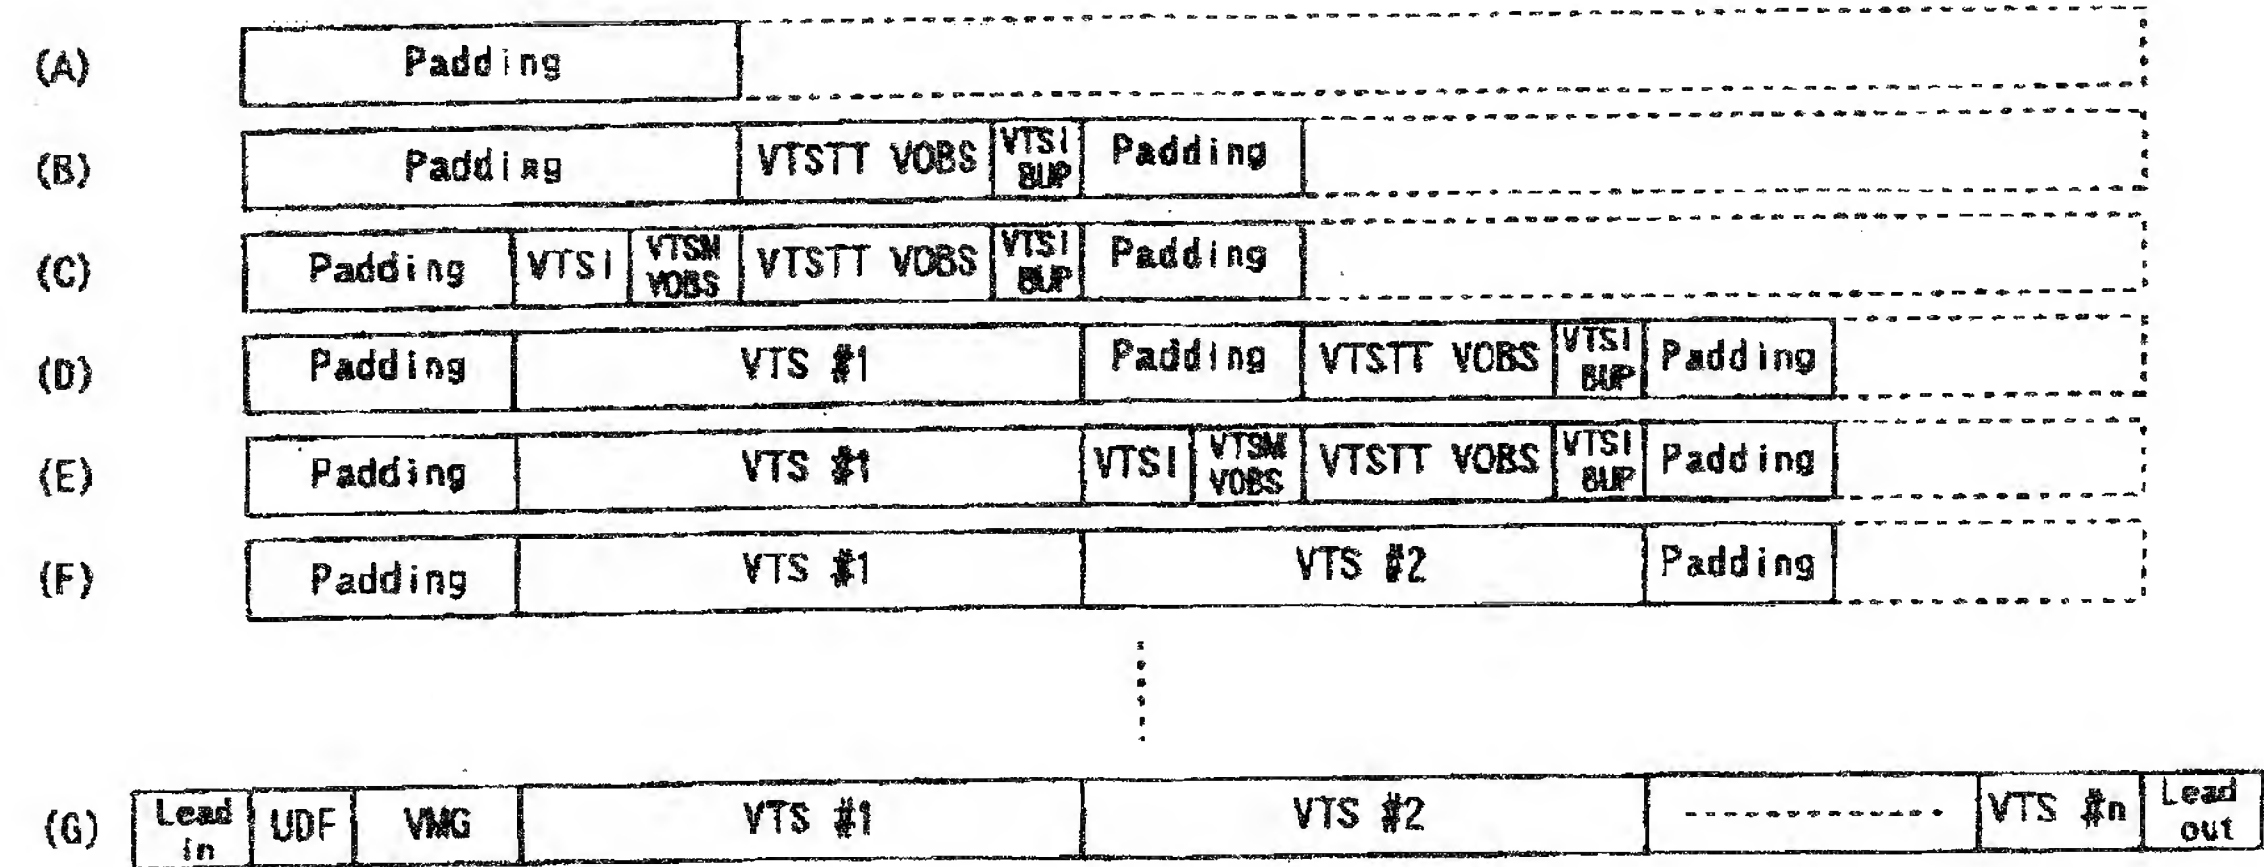 (A) Padding
(B) Padding VTSTT VOBS VTSI BUP Padding
(C) Padding VTSI VTSM VOBS VTSTT VOBS VTSI BUP Padding
(D) Padding VTS #1 Padding VTSTT VOBS VTSI BUP Padding
(E) Padding VTS #1 VTSI VTSM VOBS VTSTT VOBS VTSI BUP Padding
(F) Padding VTS #1 VTS #2 Padding
(G) Lead in UDF VMG VTS #1 VTS #2 VTS #n Lead out